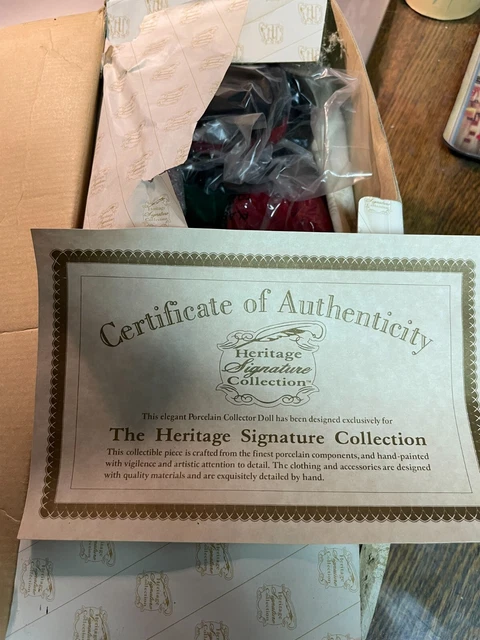 Certificate of Authenticity
Heritage
Signature
Collection™
This elegant Porcelain Collector Doll has been designed exclusively for
The Heritage Signature Collection
This collectible piece is crafted from the finest porcelain components, and hand-painted
with vigilence and artistic attention to detail. The clothing and accessories are designed
with quality materials and are exquisitely detailed by hand.